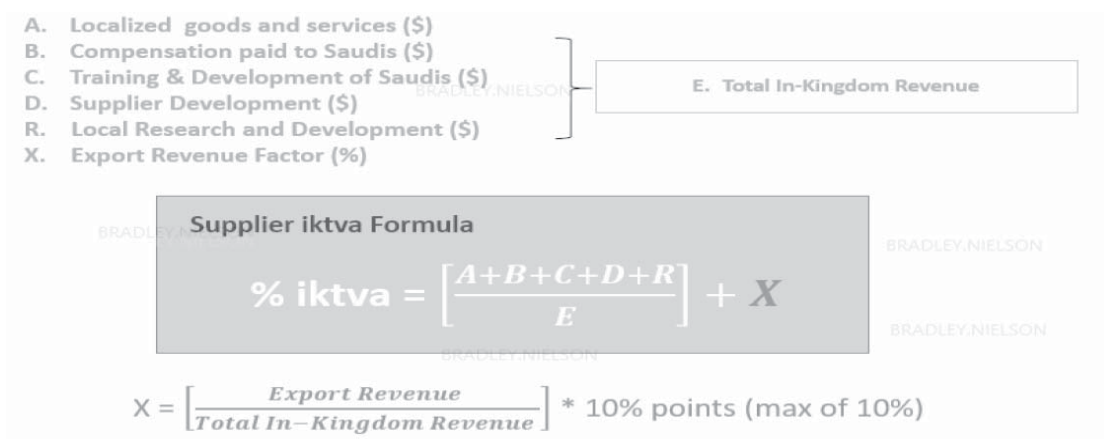 A. Localized goods and services ($)
B. Compensation paid to Saudis ($)
C. Training & Development of Saudis ($)
D. Supplier Development ($)
R. Local Research and Development ($)
X. Export Revenue Factor (%)
E. Total In-Kingdom Revenue
BRADLEY.NIELSON
Supplier iktva Formula
BRADLEY.NIELSON
BRADLEY.NIELSON
% iktva = [A+B+C+D+R / E] + X
BRADLEY.NIELSON
BRADLEY.NIELSON
X = [Export Revenue / Total In-Kingdom Revenue] * 10% points (max of 10%)